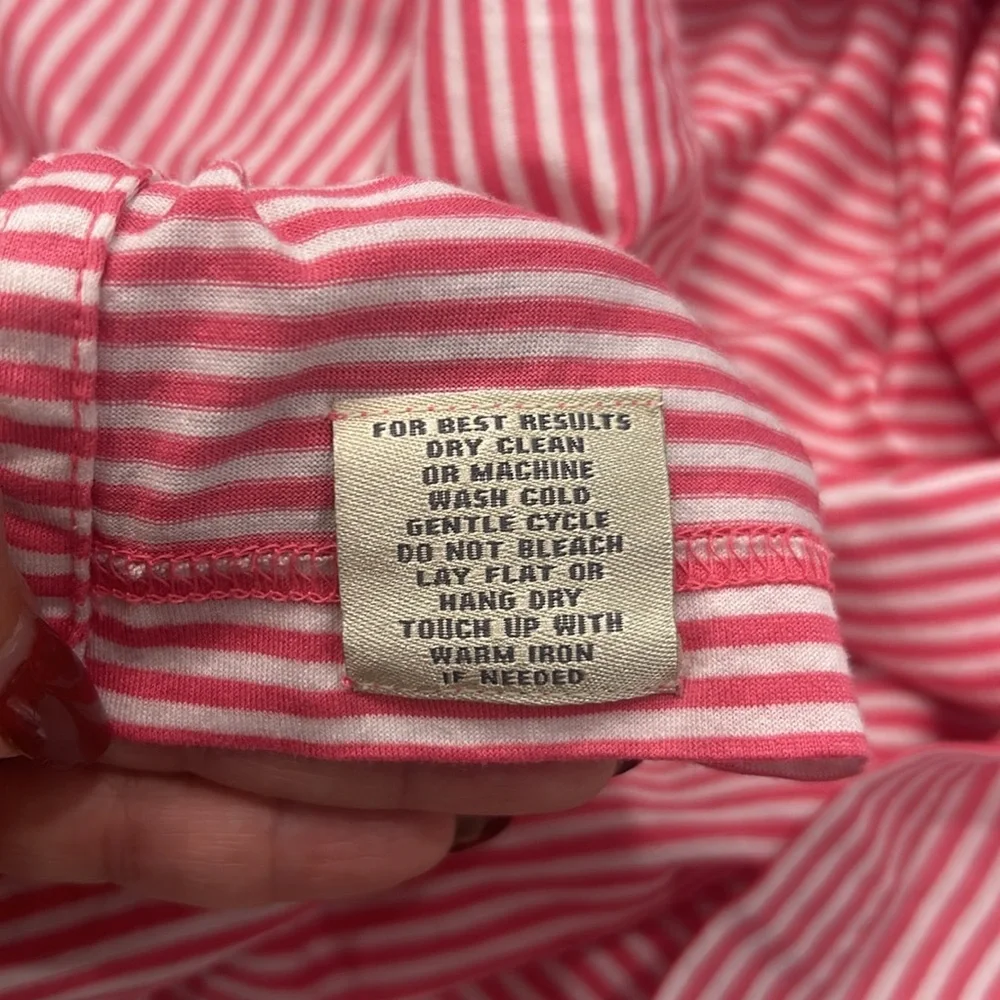 FOR BEST RESULTS
DRY CLEAN
OR MACHINE
WASH COLD
GENTLE CYCLE
DO NOT BLEACH
LAY FLAT OR
HANG DRY
TOUCH UP WITH
WARM IRON
IF NEEDED